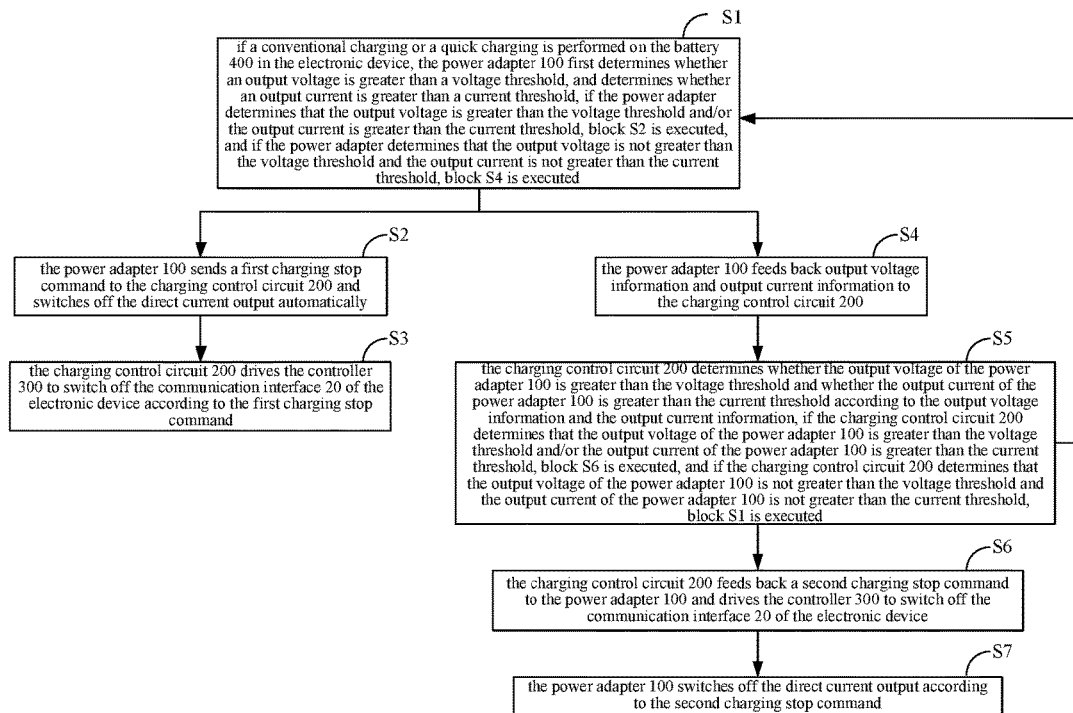 S1
if a conventional charging or a quick charging is performed on the battery
400 in the electronic device, the power adapter 100 first determines whether
an output voltage is greater than a voltage threshold, and determines whether
an output current is greater than a current threshold, if the power adapter
determines that the output voltage is greater than the voltage threshold and/or
the output current is greater than the current threshold, block S2 is executed,
and if the power adapter determines that the output voltage is not greater than
the voltage threshold and the output current is not greater than the current
threshold, block S4 is executed
S2
the power adapter 100 sends a first charging stop
command to the charging control circuit 200 and
switches off the direct current output automatically
S3
the charging control circuit 200 drives the controller
300 to switch off the communication interface 20 of the
electronic device according to the first charging stop
command
S4
the power adapter 100 feeds back output voltage
information and output current information to
the charging control circuit 200
S5
the charging control circuit 200 determines whether the output voltage of the power
adapter 100 is greater than the voltage threshold and whether the output current of the
power adapter 100 is greater than the current threshold according to the output voltage
information and the output current information, if the charging control circuit 200
determines that the output voltage of the power adapter 100 is greater than the voltage
threshold and/or the output current of the power adapter 100 is greater than the current
threshold, block S6 is executed, and if the charging control circuit 200 determines that
the output voltage of the power adapter 100 is not greater than the voltage threshold and
the output current of the power adapter 100 is not greater than the current threshold,
block S1 is executed
S6
the charging control circuit 200 feeds back a second charging stop command
to the power adapter 100 and drives the controller 300 to switch off the
communication interface 20 of the electronic device
S7
the power adapter 100 switches off the direct current output according
to the second charging stop command